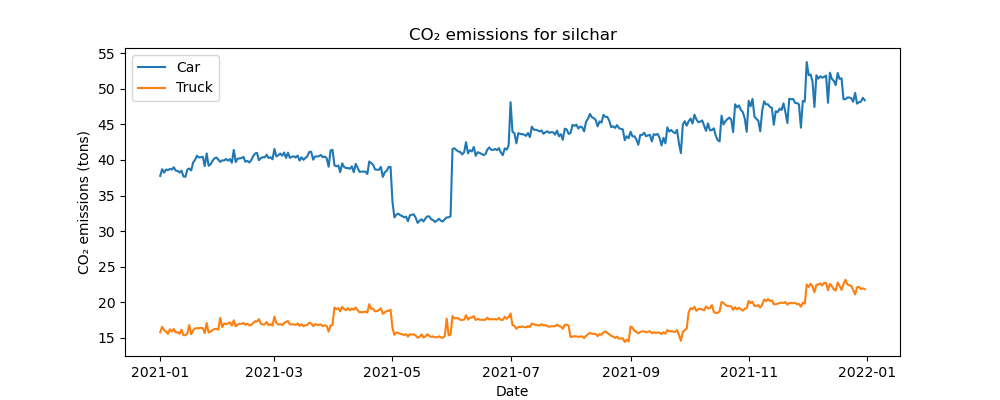 CO₂ emissions for silchar
Car
Truck
CO₂ emissions (tons)
55
50
45
40
35
30
25
20
15
2021-01 2021-03 2021-05 2021-07 2021-09 2021-11 2022-01
Date